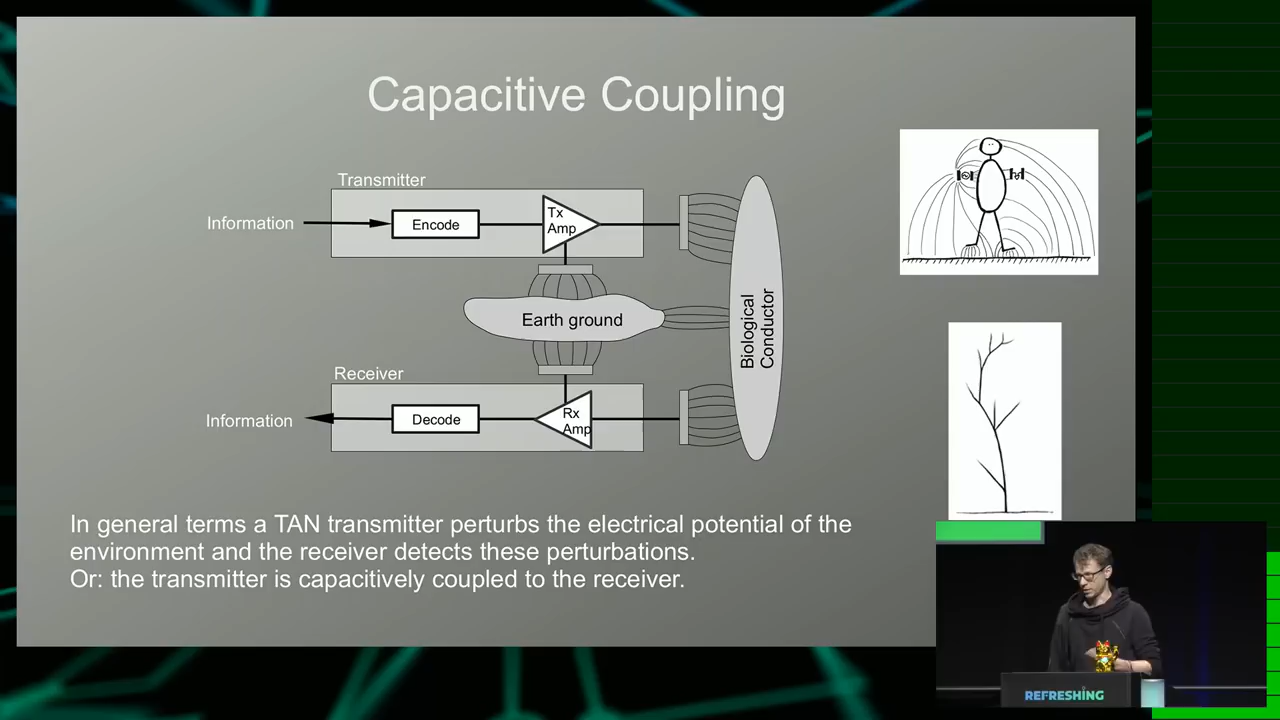 Capacitive Coupling
Transmitter
Information
Encode
Tx
Amp
Earth ground
Biological
Conductor
Receiver
Information
Decode
Rx
Amp
In general terms a TAN transmitter perturbs the electrical potential of the
environment and the receiver detects these perturbations.
Or: the transmitter is capacitively coupled to the receiver.
REFRESHING